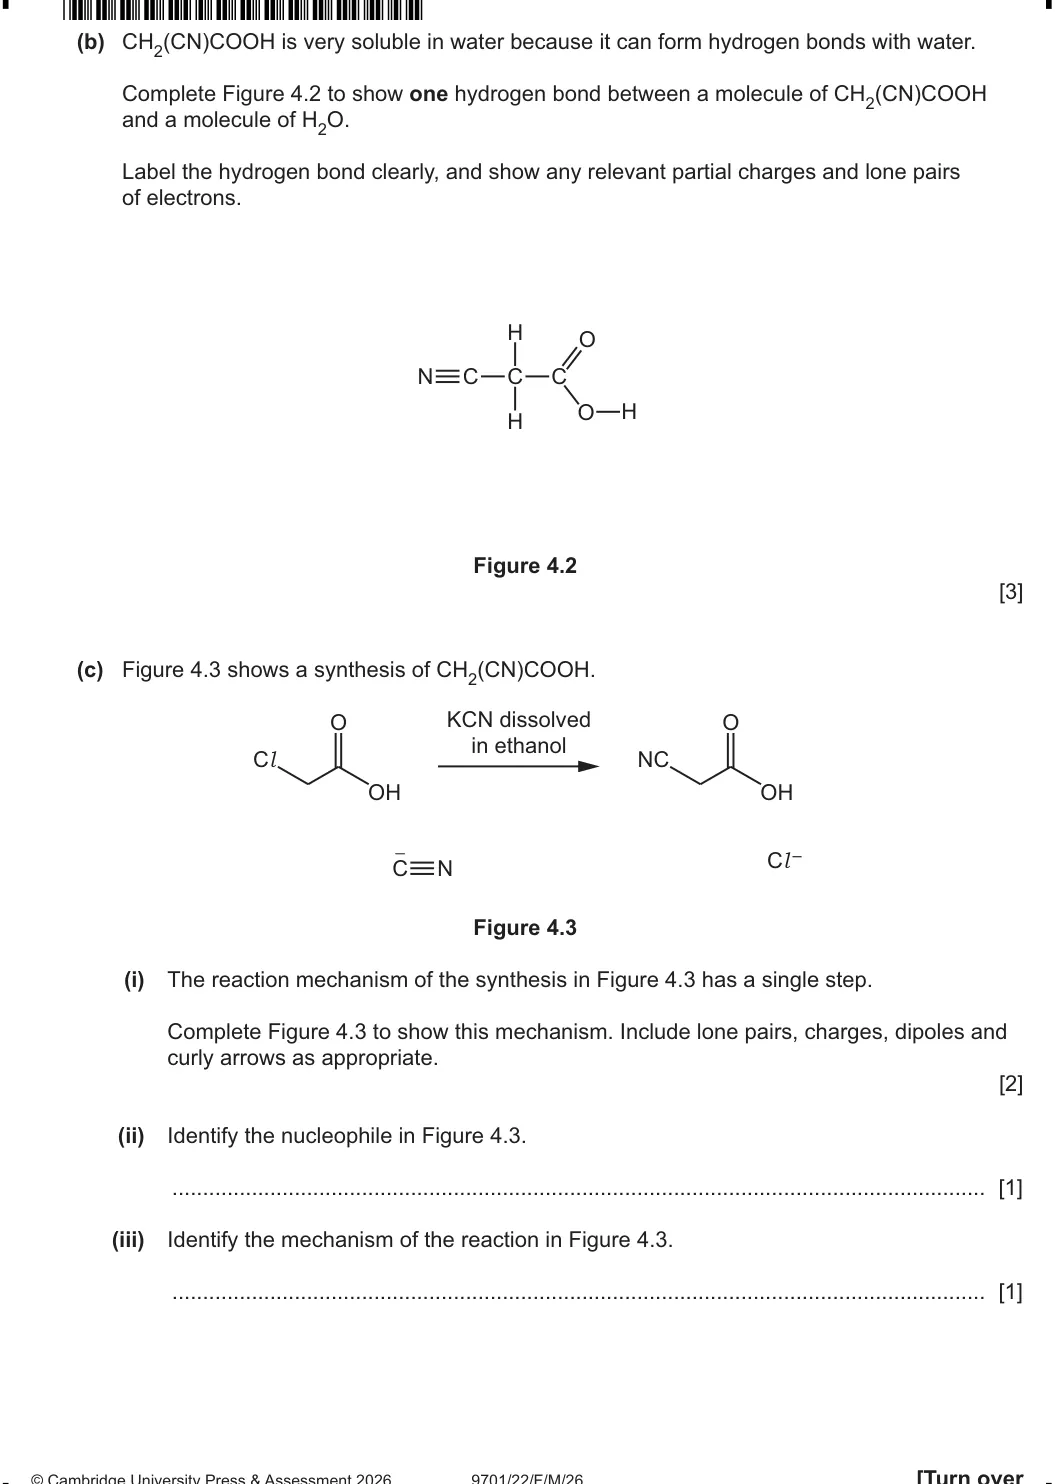 (b) CH2(CN)COOH is very soluble in water because it can form hydrogen bonds with water.
Complete Figure 4.2 to show one hydrogen bond between a molecule of CH2(CN)COOH
and a molecule of H2O.
Label the hydrogen bond clearly, and show any relevant partial charges and lone pairs
of electrons.
H O
N≡C—C—C
H O—H
Figure 4.2
[3]
(c) Figure 4.3 shows a synthesis of CH2(CN)COOH.
O KCN dissolved O
in ethanol
Cl NC
OH OH
C̄≡N Cl–
Figure 4.3
(i) The reaction mechanism of the synthesis in Figure 4.3 has a single step.
Complete Figure 4.3 to show this mechanism. Include lone pairs, charges, dipoles and
curly arrows as appropriate.
[2]
(ii) Identify the nucleophile in Figure 4.3.
...................................................................................................................................... [1]
(iii) Identify the mechanism of the reaction in Figure 4.3.
...................................................................................................................................... [1]
© Cambridge University Press & Assessment 2026 9701/22/F/M/26 [Turn over